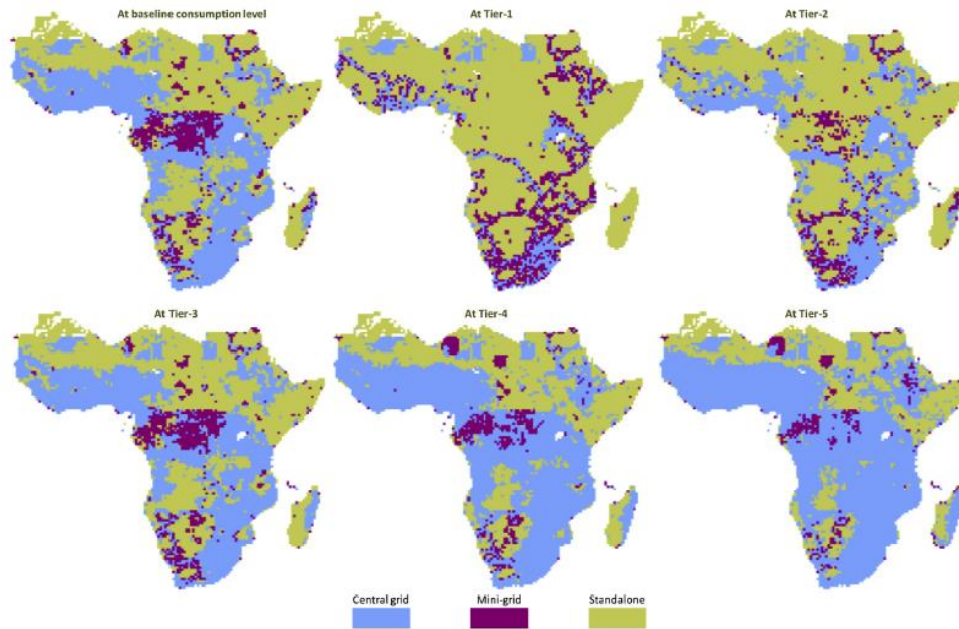 At baseline consumption level
At Tier-1
At Tier-2
At Tier-3
At Tier-4
At Tier-5
Central grid
Mini-grid
Standalone